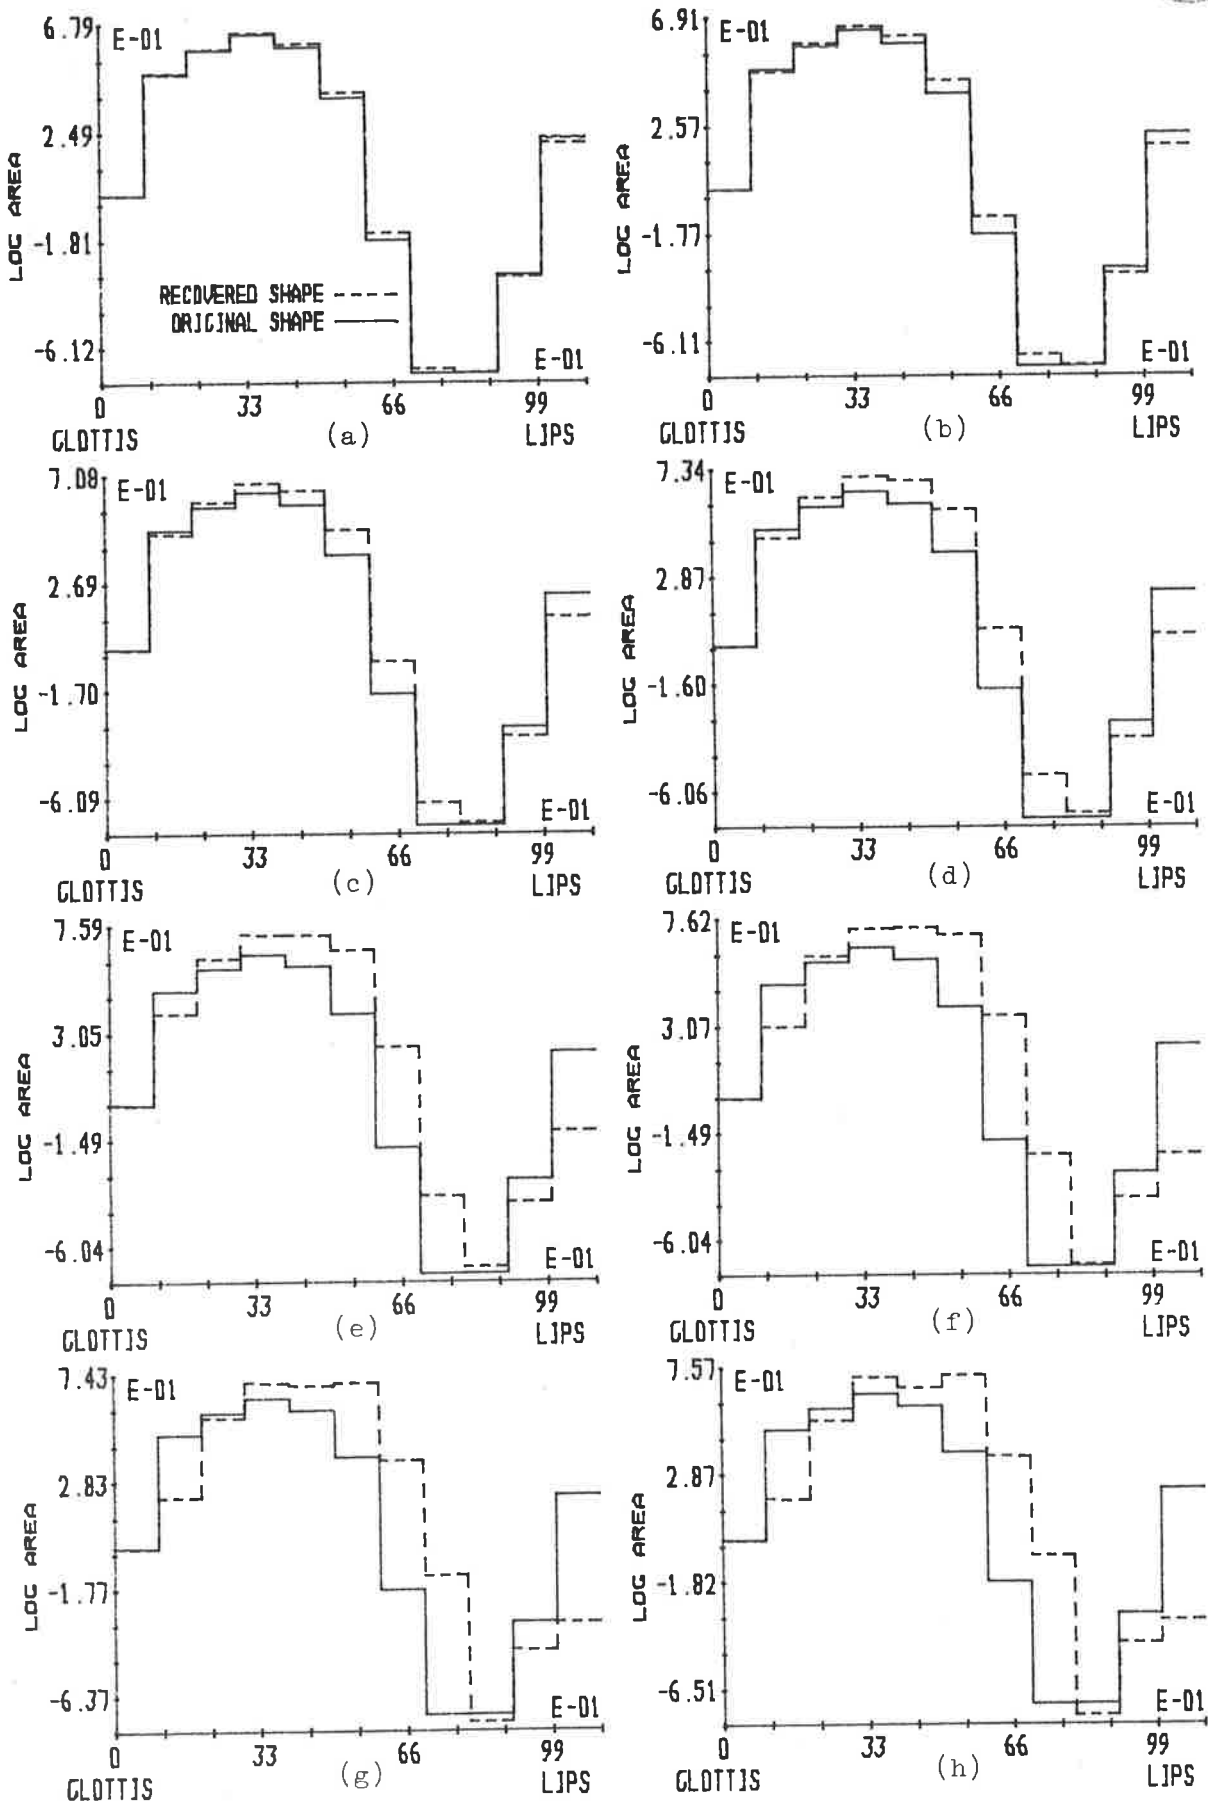 6.79
E-01
2.49
-1.81
-6.12
LOG AREA
RECOVERED SHAPE
ORIGINAL SHAPE
E-01
0 33 66 99
GLOTTIS (a) LIPS
6.91
E-01
2.57
-1.77
-6.11
LOG AREA
E-01
0 33 66 99
GLOTTIS (b) LIPS
7.08
E-01
2.69
-1.70
-6.09
LOG AREA
E-01
0 33 66 99
GLOTTIS (c) LIPS
7.34
E-01
2.87
-1.60
-6.06
LOG AREA
E-01
0 33 66 99
GLOTTIS (d) LIPS
7.59
E-01
3.05
-1.49
-6.04
LOG AREA
E-01
0 33 66 99
GLOTTIS (e) LIPS
7.62
E-01
3.07
-1.49
-6.04
LOG AREA
E-01
0 33 66 99
GLOTTIS (f) LIPS
7.43
E-01
2.83
-1.77
-6.37
LOG AREA
E-01
0 33 66 99
GLOTTIS (g) LIPS
7.57
E-01
2.87
-1.82
-6.51
LOG AREA
E-01
0 33 66 99
GLOTTIS (h) LIPS